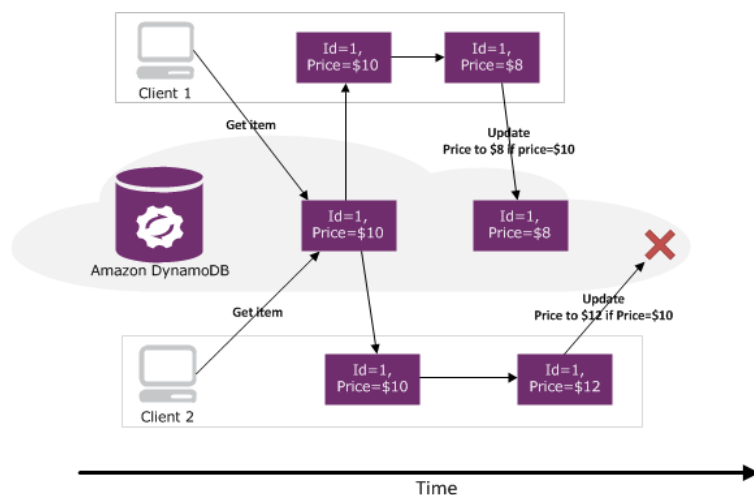 Id=1,
Price=$10
Id=1,
Price=$8
Client 1
Get item
Update
Price to $8 if price=$10
Id=1,
Price=$10
Id=1,
Price=$8
Amazon DynamoDB
Get item
Update
Price to $12 if Price=$10
Id=1,
Price=$10
Id=1,
Price=$12
Client 2
Time